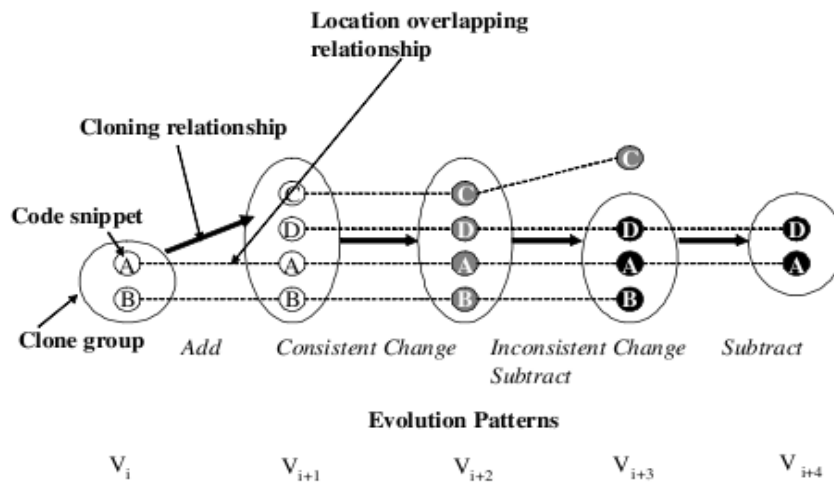 Location overlapping
relationship
Cloning relationship
Code snippet
C C C
D D D D
A A A A A
B B B B
Clone group
Add Consistent Change Inconsistent Change Subtract
Subtract
Evolution Patterns
Vi Vi+1 Vi+2 Vi+3 Vi+4